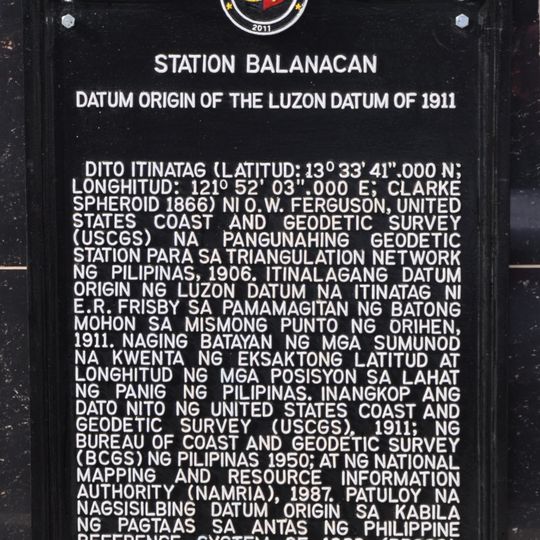 2011
STATION BALANACAN
DATUM ORIGIN OF THE LUZON DATUM OF 1911
DITO ITINATAG (LATITUD: 13º 33' 41".000 N;
LONGHITUD: 121º 52' 03".000 E; CLARKE
SPHEROID 1866) NI O.W. FERGUSON, UNITED
STATES COAST AND GEODETIC SURVEY
(USCGS) NA PANGUNAHING GEODETIC
STATION PARA SA TRIANGULATION NETWORK
NG PILIPINAS, 1906. ITINALAGANG DATUM
ORIGIN NG LUZON DATUM NA ITINATAG NI
E.R. FRISBY SA PAMAMAGITAN NG BATONG
MOHON SA MISMONG PUNTO NG ORIHEN,
1911. NAGING BATAYAN NG MGA SUMUNOD
NA KWENTA NG EKSAKTONG LATITUD AT
LONGHITUD NG MGA POSISYON SA LAHAT
NG PANIG NG PILIPINAS. INANGKOP ANG
DATO NITO NG UNITED STATES COAST AND
GEODETIC SURVEY (USCGS), 1911; NG
BUREAU OF COAST AND GEODETIC SURVEY
(BCGS) NG PILIPINAS 1950; AT NG NATIONAL
MAPPING AND RESOURCE INFORMATION
AUTHORITY (NAMRIA), 1987. PATULOY NA
NAGSISILBING DATUM ORIGIN SA KABILA
NG PAGTAAS SA ANTAS NG PHILIPPINE
REFERENCE SYSTEM OF